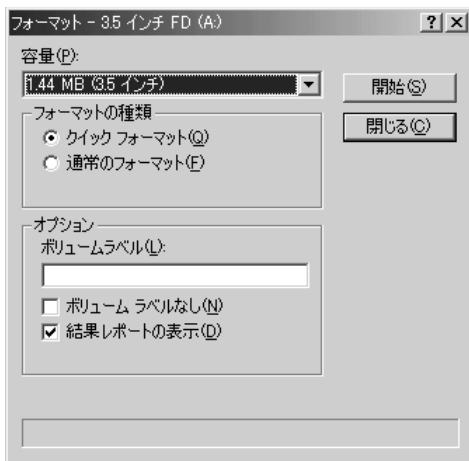 フォーマット - 3.5 インチ FD (A:)
容量(P):
1.44 MB (3.5 インチ)
開始(S)
フォーマットの種類
閉じる(C)
クイック フォーマット(Q)
通常のフォーマット(F)
オプション
ボリュームラベル(L):
ボリューム ラベルなし(N)
結果レポートの表示(D)